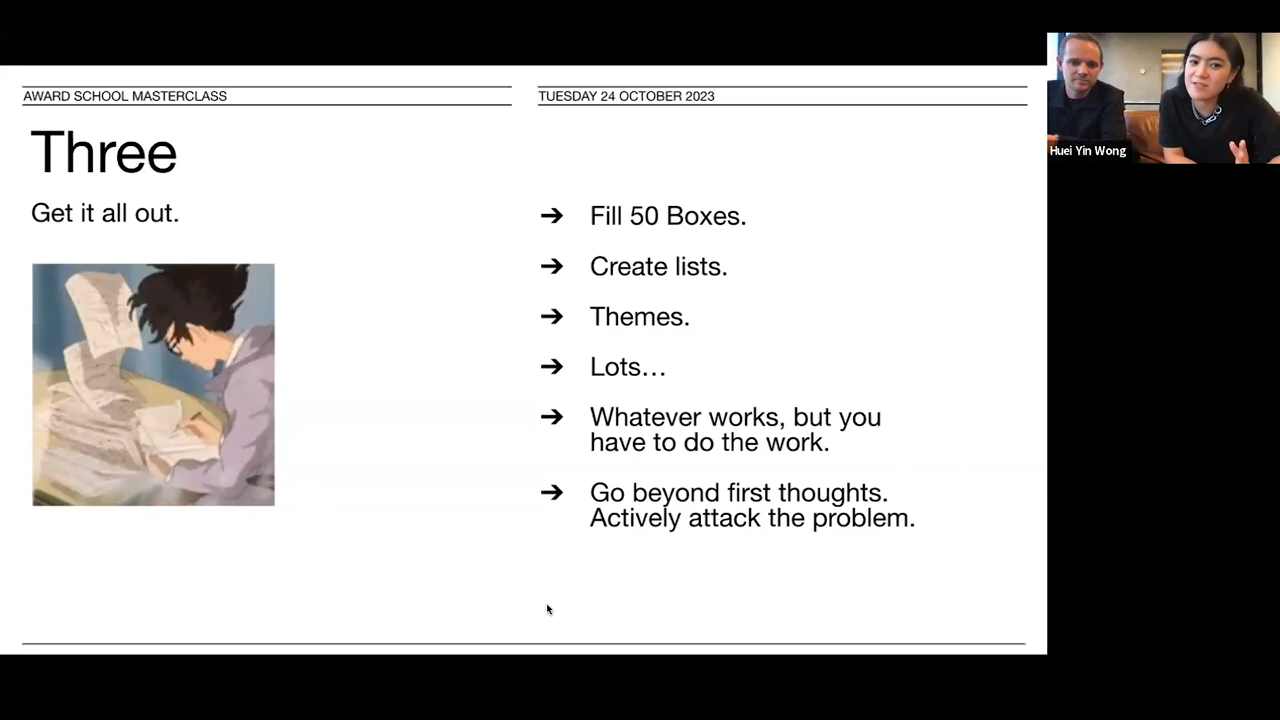 AWARD SCHOOL MASTERCLASS
TUESDAY 24 OCTOBER 2023
Three
Get it all out.
➔ Fill 50 Boxes.
➔ Create lists.
➔ Themes.
➔ Lots…
➔ Whatever works, but you
have to do the work.
➔ Go beyond first thoughts.
Actively attack the problem.
Huei Yin Wong